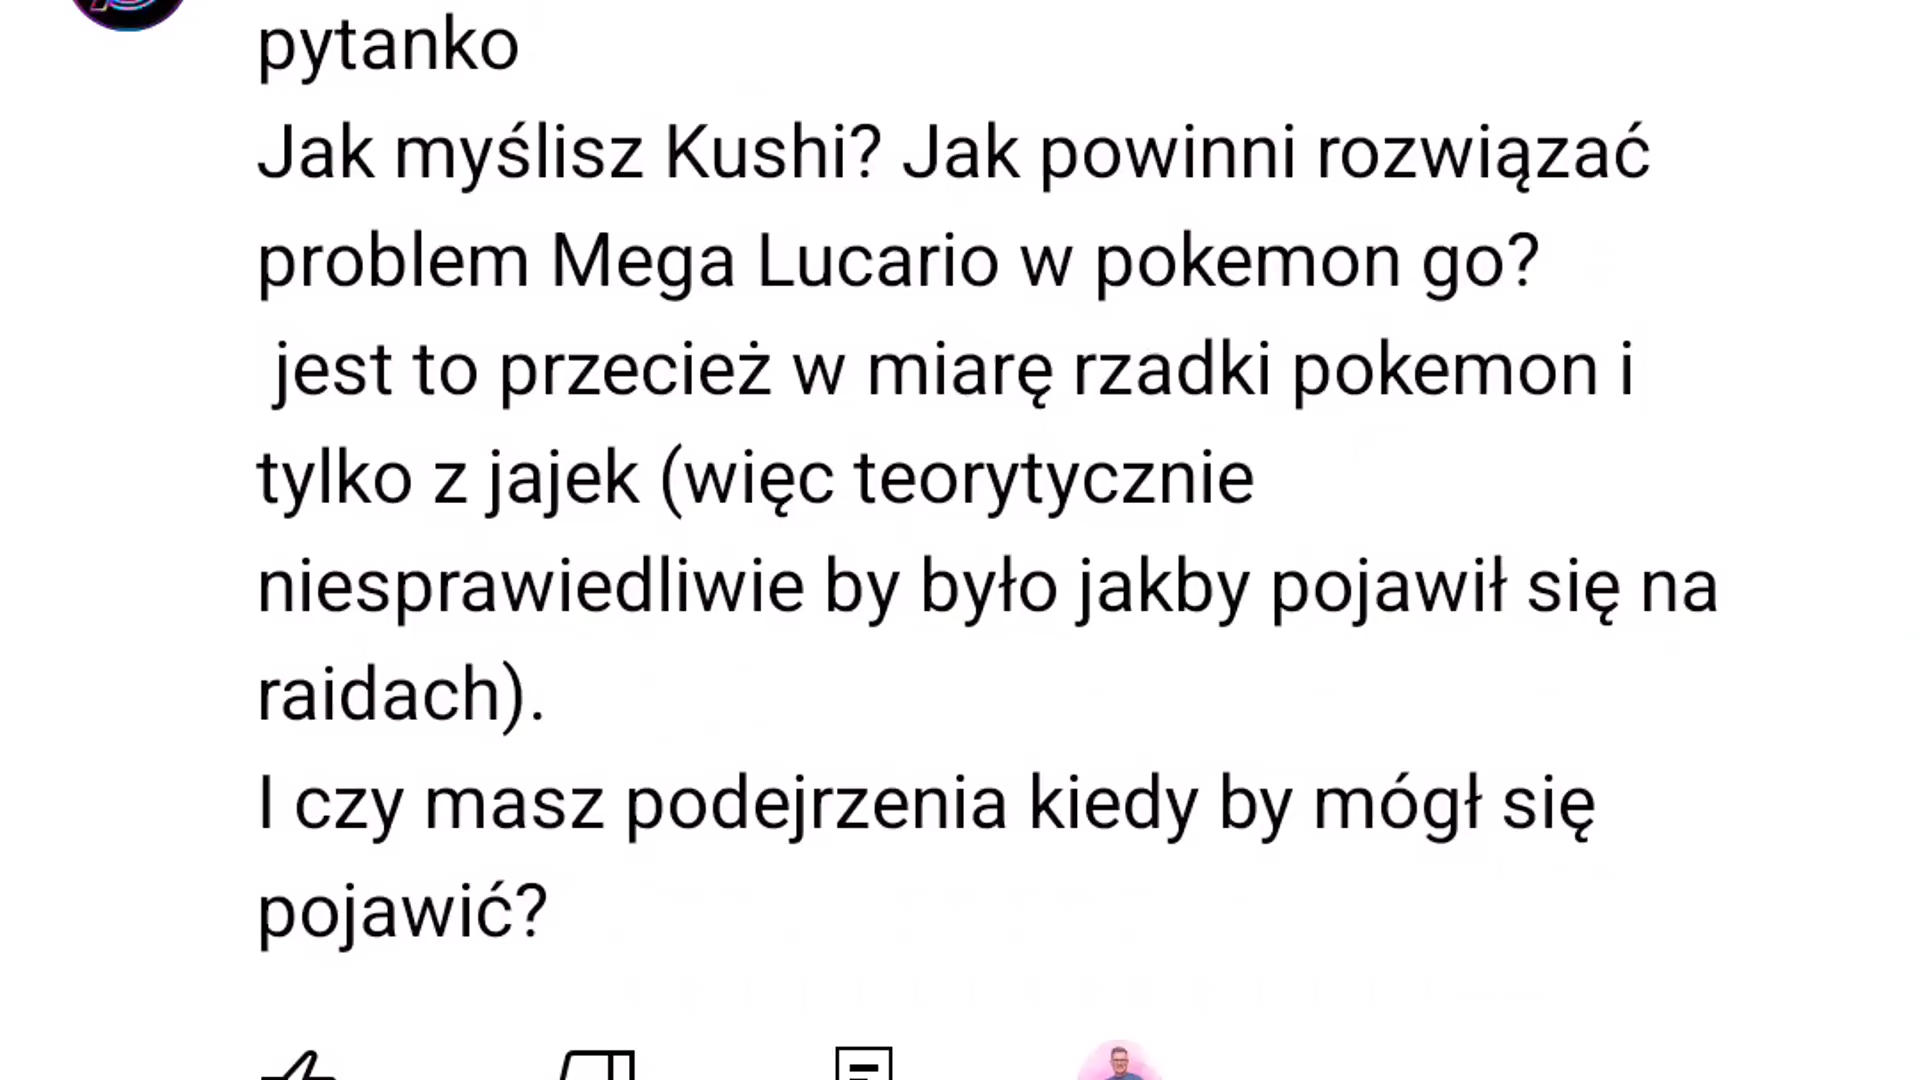 pytanko
Jak myślisz Kushi? Jak powinni rozwiązać
problem Mega Lucario w pokemon go?
jest to przecież w miarę rzadki pokemon i
tylko z jajek (więc teorytycznie
niesprawiedliwie by było jakby pojawił się na
raidach).
I czy masz podejrzenia kiedy by mógł się
pojawić?